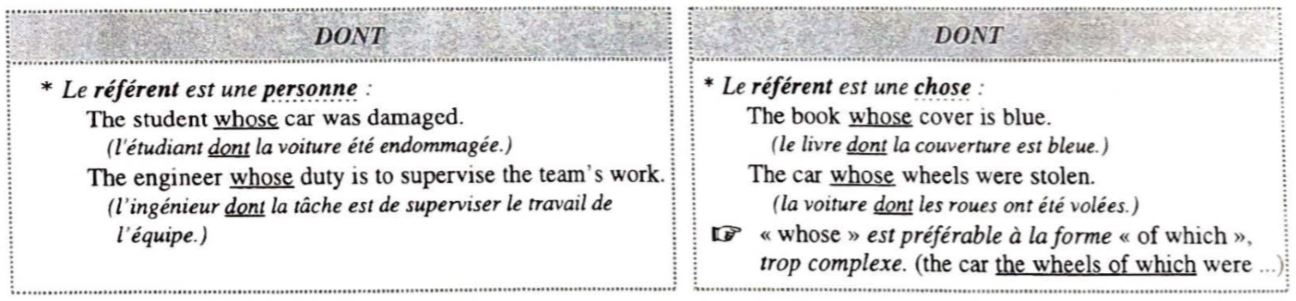 DONT
* Le référent est une personne :
The student whose car was damaged.
(l'étudiant dont la voiture été endommagée.)
The engineer whose duty is to supervise the team's work.
(l'ingénieur dont la tâche est de superviser le travail de
l'équipe.)
DONT
* Le référent est une chose :
The book whose cover is blue.
(le livre dont la couverture est bleue.)
The car whose wheels were stolen.
(la voiture dont les roues ont été volées.)
☞ « whose » est préférable à la forme « of which »,
trop complexe. (the car the wheels of which were ...)